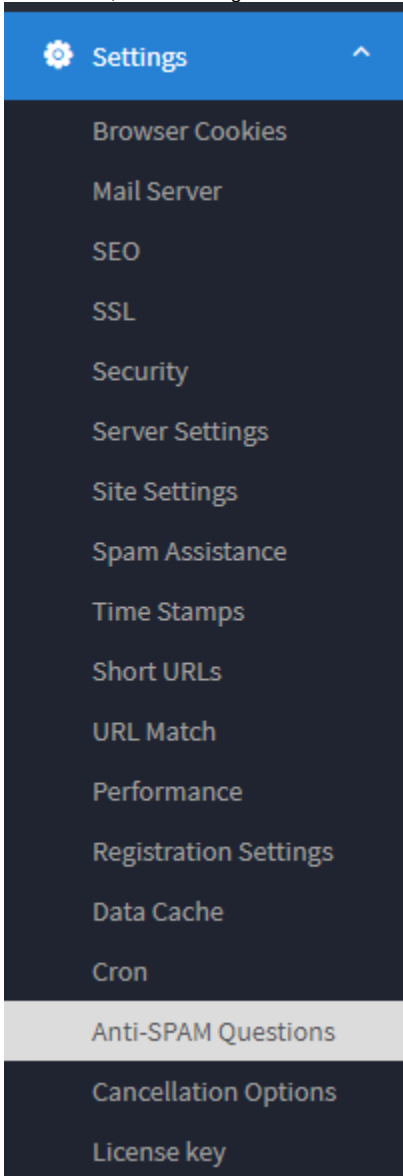 Settings
Browser Cookies
Mail Server
SEO
SSL
Security
Server Settings
Site Settings
Spam Assistance
Time Stamps
Short URLs
URL Match
Performance
Registration Settings
Data Cache
Cron
Anti-SPAM Questions
Cancellation Options
License key